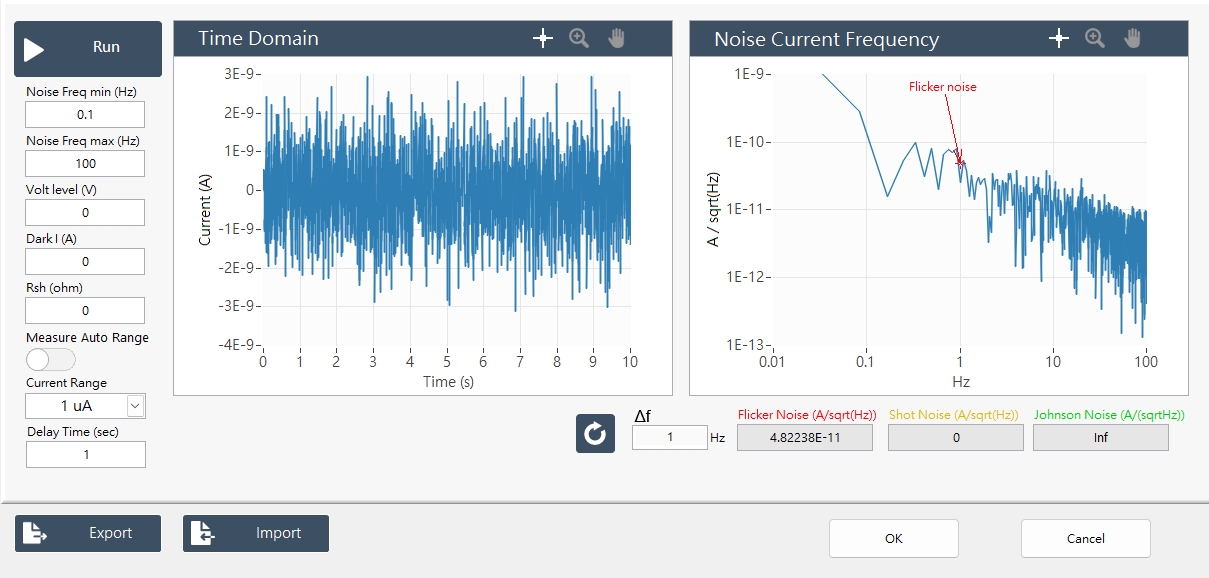 Run
Noise Freq min (Hz)
0.1
Noise Freq max (Hz)
100
Volt level (V)
0
Dark I (A)
0
Rsh (ohm)
0
Measure Auto Range
Current Range
1 uA
Delay Time (sec)
1
Time Domain
3E-9
2E-9
1E-9
0
-1E-9
-2E-9
-3E-9
-4E-9
Current (A)
0 1 2 3 4 5 6 7 8 9 10
Time (s)
Noise Current Frequency
1E-9
1E-10
1E-11
1E-12
1E-13
A / sqrt(Hz)
Flicker noise
0.01 0.1 1 10 100
Hz
Δf
1 Hz
Flicker Noise (A/sqrt(Hz))
4.82238E-11
Shot Noise (A/sqrt(Hz))
0
Johnson Noise (A/(sqrtHz))
Inf
Export
Import
OK
Cancel